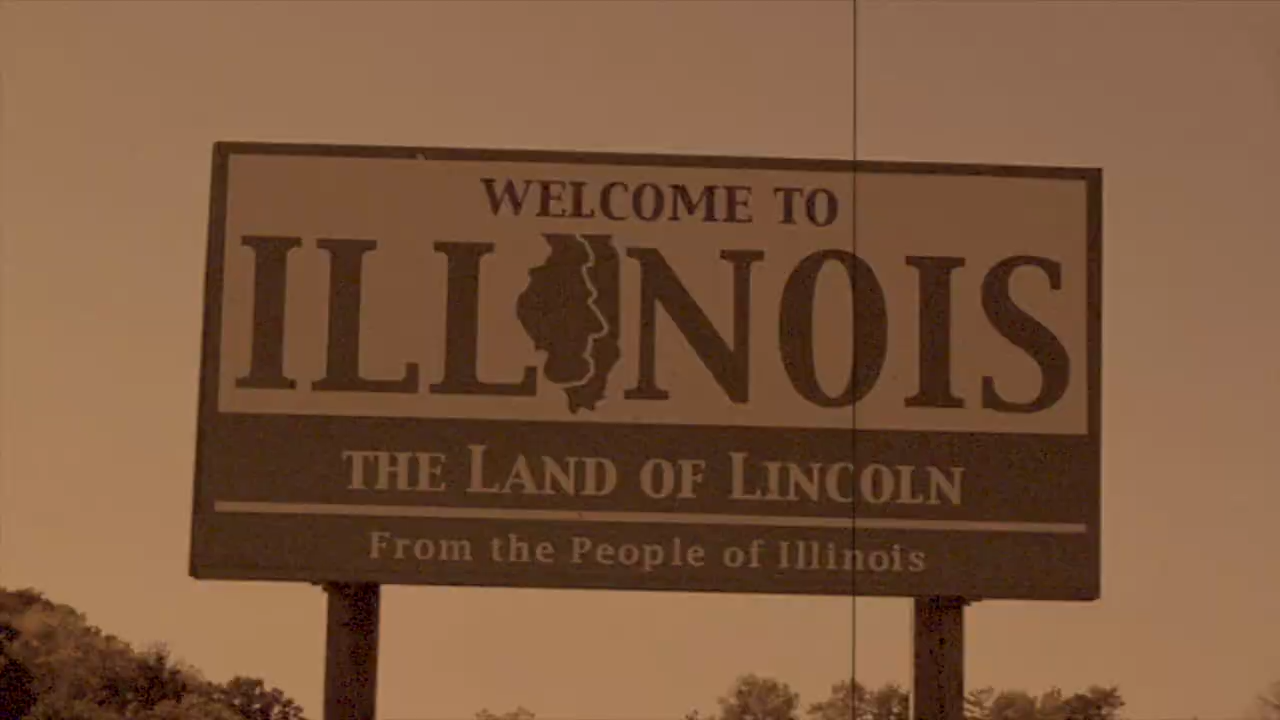 WELCOME TO
ILLINOIS
THE LAND OF LINCOLN
From the People of Illinois